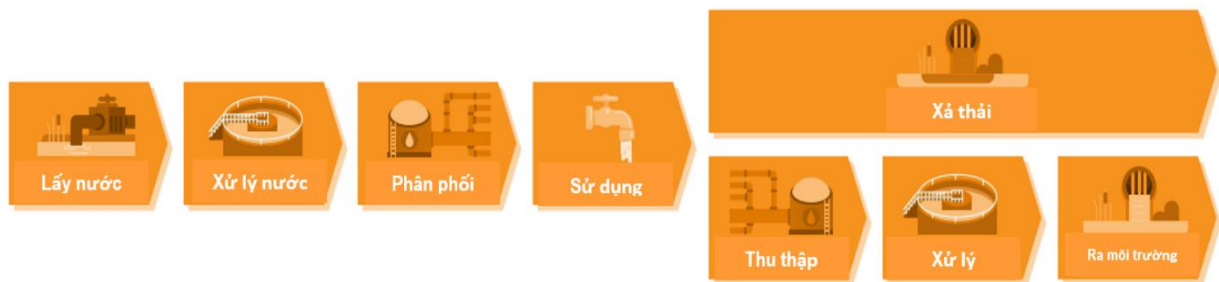 Lấy nước
Xử lý nước
Phân phối
Sử dụng
Xả thải
Thu thập
Xử lý
Ra môi trường